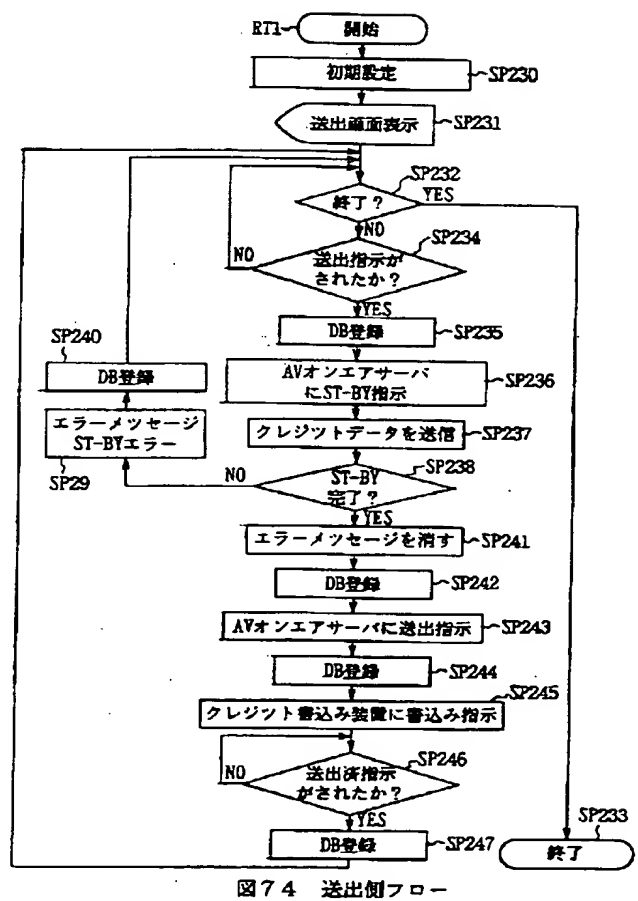 RT1 開始
初期設定 SP230
送出画面表示 SP231
SP232
終了? YES
NO
SP234
NO 送出指示が
されたか?
YES
DB登録 SP235
SP240
DB登録
AVオンエアサーバ
にST-BY指示 SP236
エラーメツセージ
ST-BYエラー
SP29
クレジツトデータを送信 SP237
SP238
NO ST-BY
完了?
YES
エラーメツセージを消す SP241
DB登録 SP242
AVオンエアサーバに送出指示 SP243
DB登録 SP244
SP245
クレジツト書込み装置に書込み指示
SP246
NO 送出済指示
がされたか?
YES
DB登録 SP247
SP233
終了
図74 送出側フロー